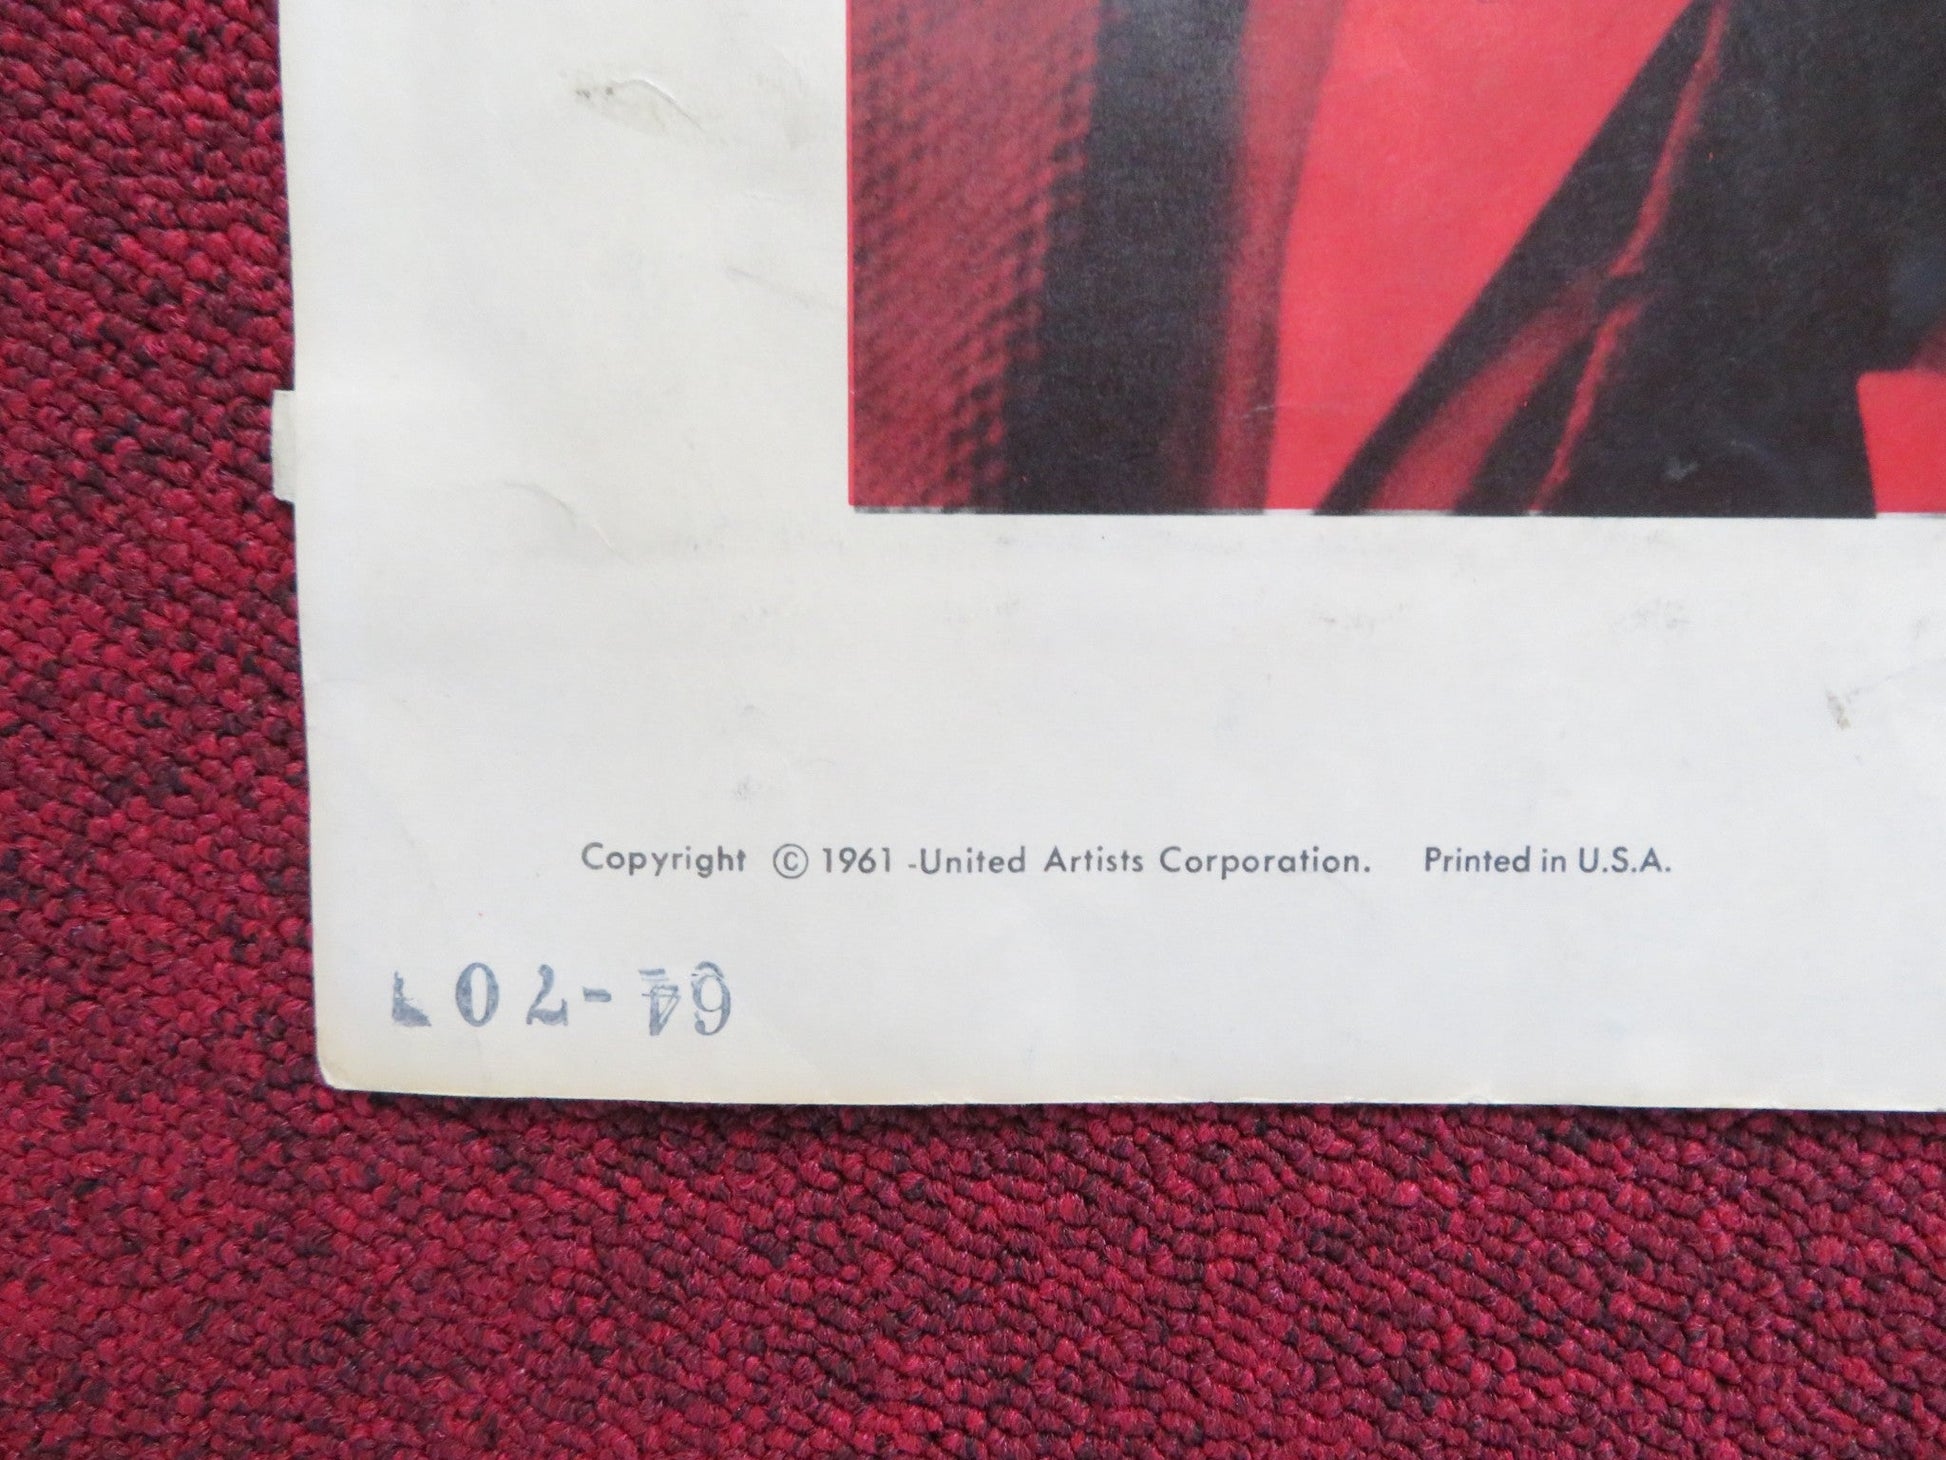 Copyright © 1961 -United Artists Corporation. Printed in U.S.A.